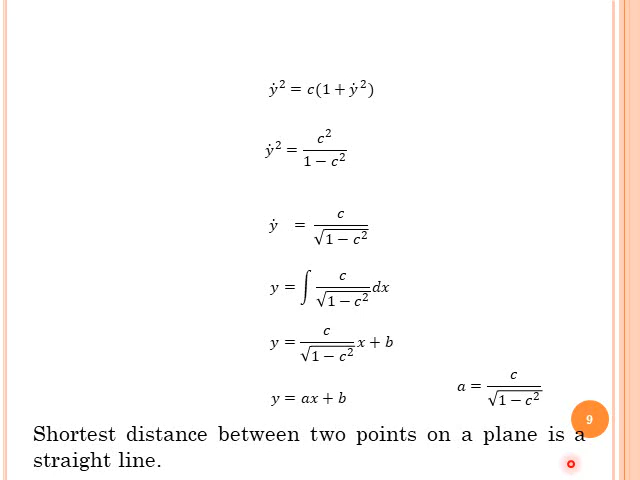 ẏ² = c(1 + ẏ²)
ẏ² = c²/(1 − c²)
ẏ = c/√(1 − c²)
y = ∫ c/√(1 − c²) dx
y = c/√(1 − c²) x + b
y = ax + b a = c/√(1 − c²)
9
Shortest distance between two points on a plane is a
straight line.